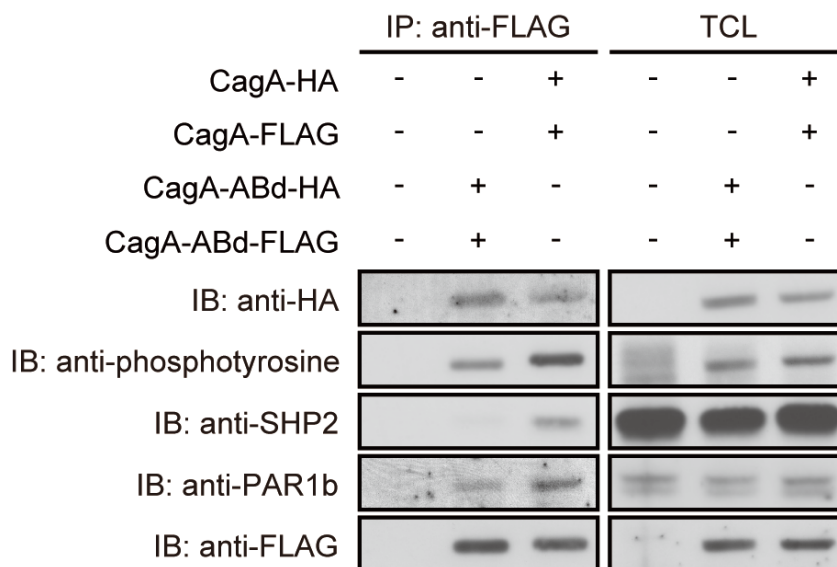 IP: anti-FLAG TCL
CagA-HA - - + - - +
CagA-FLAG - - + - - +
CagA-ABd-HA - + - - + -
CagA-ABd-FLAG - + - - + -
IB: anti-HA
IB: anti-phosphotyrosine
IB: anti-SHP2
IB: anti-PAR1b
IB: anti-FLAG